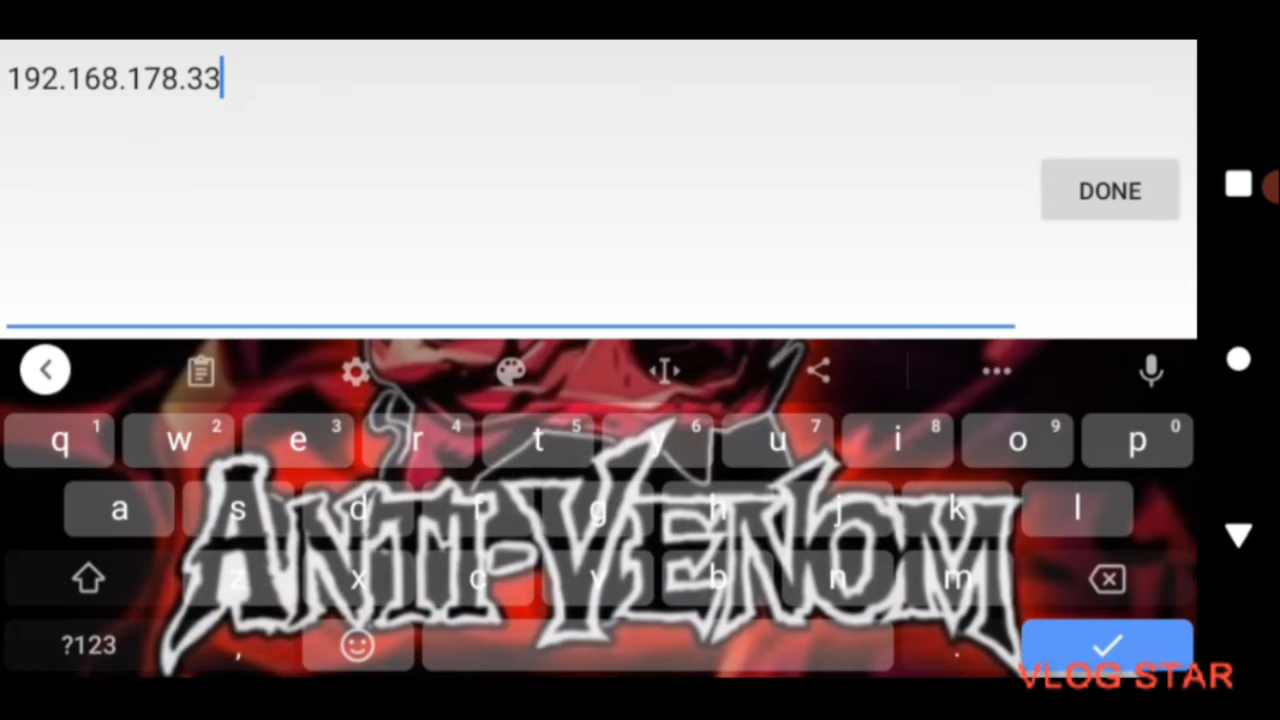 192.168.178.33
DONE
q1 w2 e3 r4 t5 y6 u7 i8 o9 p0
a s d f g h j k l
ANTI-VENOM
z x c v b n m
?123 , .
VLOG STAR